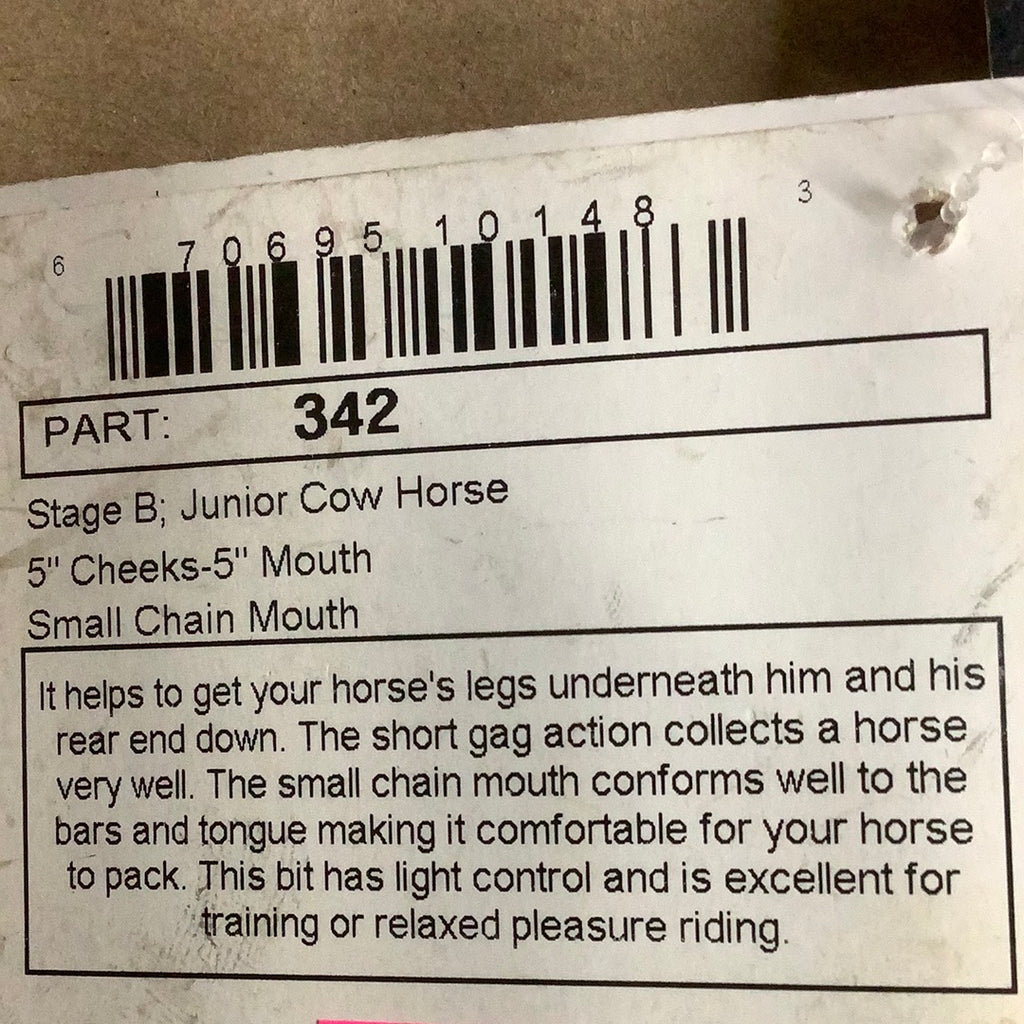 6 70695 10148 3
PART: 342
Stage B; Junior Cow Horse
5" Cheeks-5" Mouth
Small Chain Mouth
It helps to get your horse's legs underneath him and his
rear end down. The short gag action collects a horse
very well. The small chain mouth conforms well to the
bars and tongue making it comfortable for your horse
to pack. This bit has light control and is excellent for
training or relaxed pleasure riding.